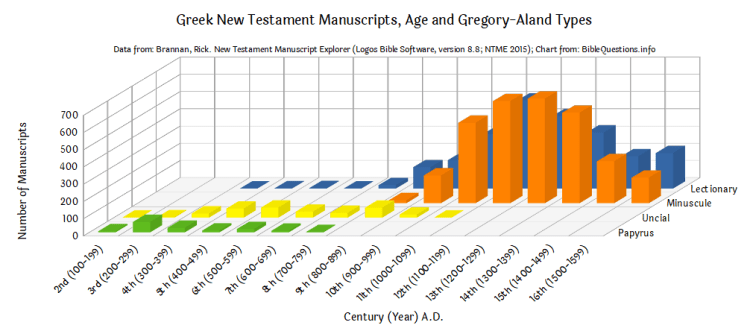 Greek New Testament Manuscripts, Age and Gregory-Aland Types
Data from: Brannan, Rick. New Testament Manuscript Explorer (Logos Bible Software, version 8.8; NTME 2015); Chart from: BibleQuestions.info
Number of Manuscripts
700
600
500
400
300
200
100
0
Lectionary
Minuscule
Uncial
Papyrus
2nd (100-199)
3rd (200-299)
4th (300-399)
5th (400-499)
6th (500-599)
7th (600-699)
8th (700-799)
9th (800-899)
10th (900-999)
11th (1000-1099)
12th (1100-1199)
13th (1200-1299)
14th (1300-1399)
15th (1400-1499)
16th (1500-1599)
Century (Year) A.D.